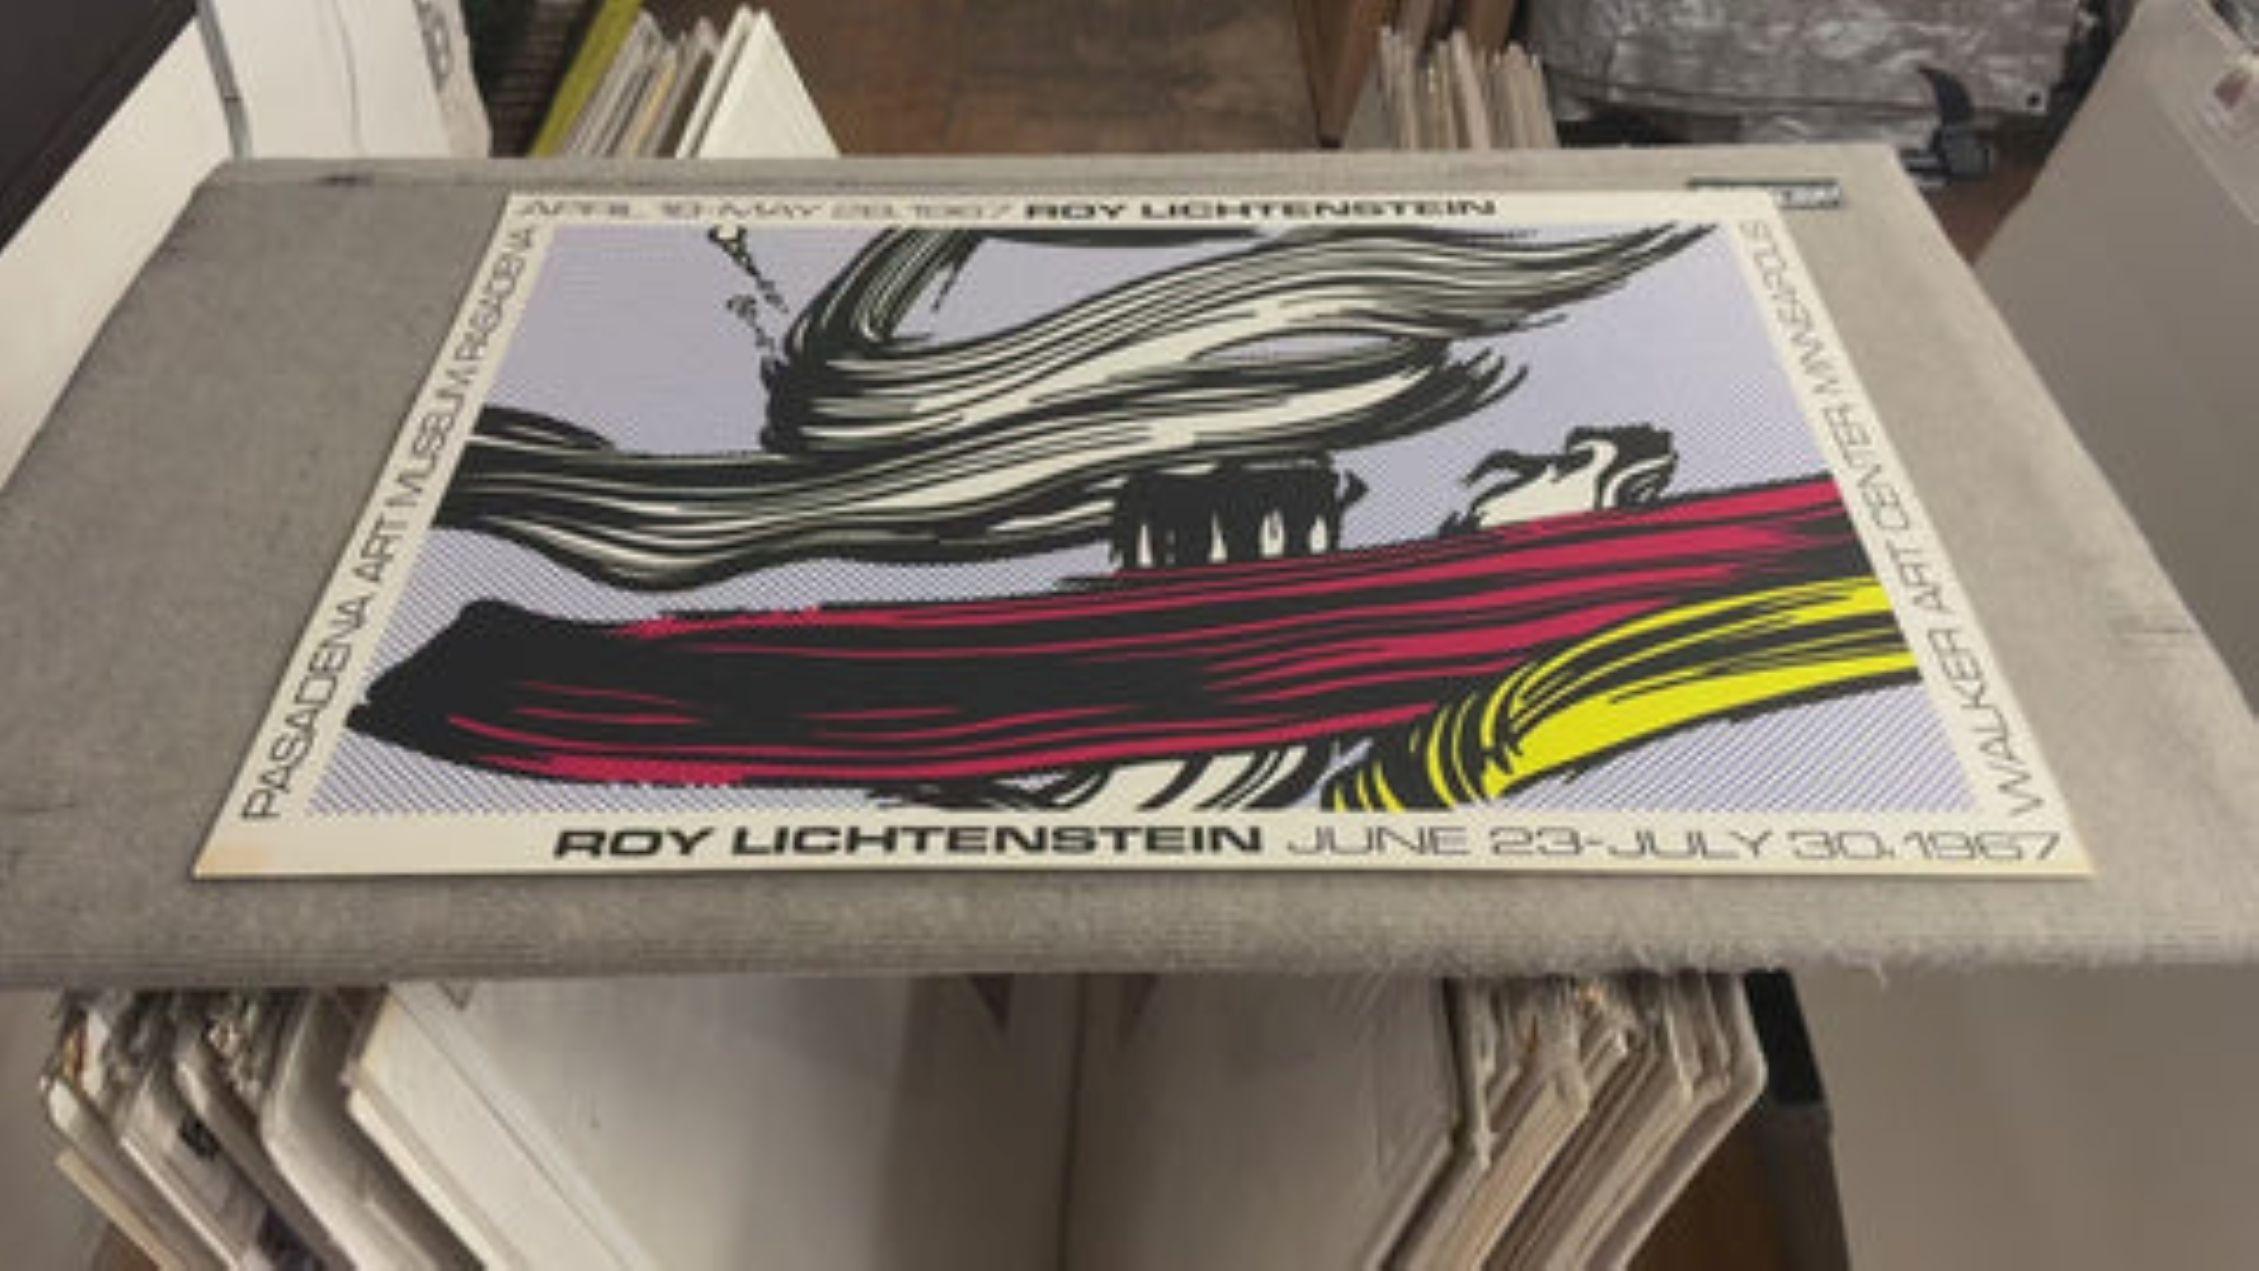 APRIL 18-MAY 28, 1967 ROY LICHTENSTEIN
PASADENA ART MUSEUM PASADENA
WALKER ART CENTER MINNEAPOLIS
ROY LICHTENSTEIN JUNE 23-JULY 30, 1967